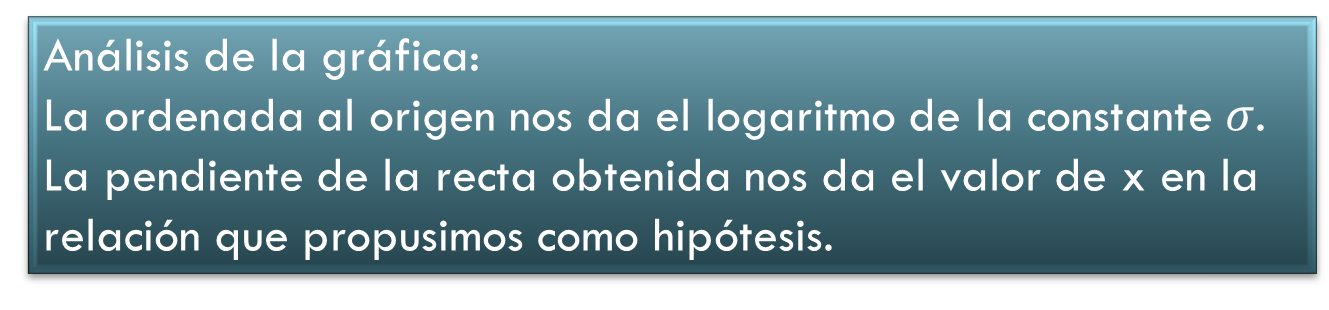 Análisis de la gráfica:
La ordenada al origen nos da el logaritmo de la constante σ.
La pendiente de la recta obtenida nos da el valor de x en la
relación que propusimos como hipótesis.